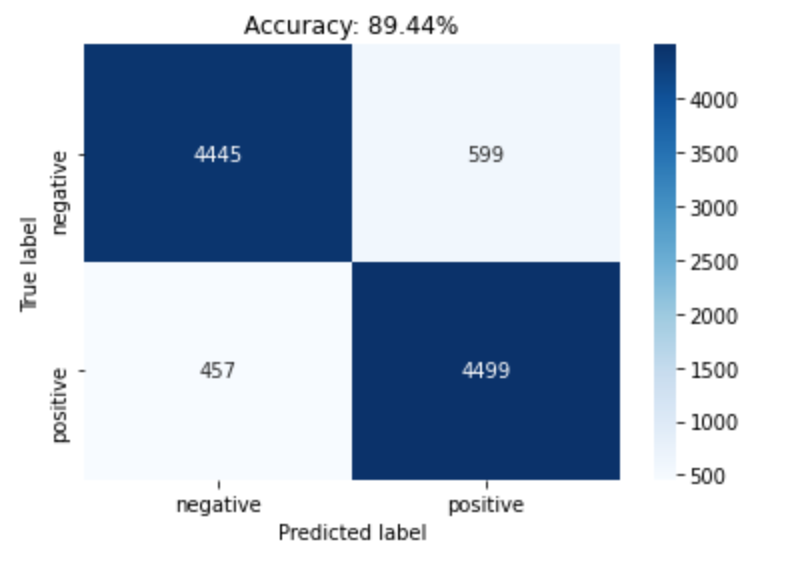 Accuracy: 89.44%
True label
negative
4445 599
positive
457 4499
negative positive
Predicted label
4000
3500
3000
2500
2000
1500
1000
500